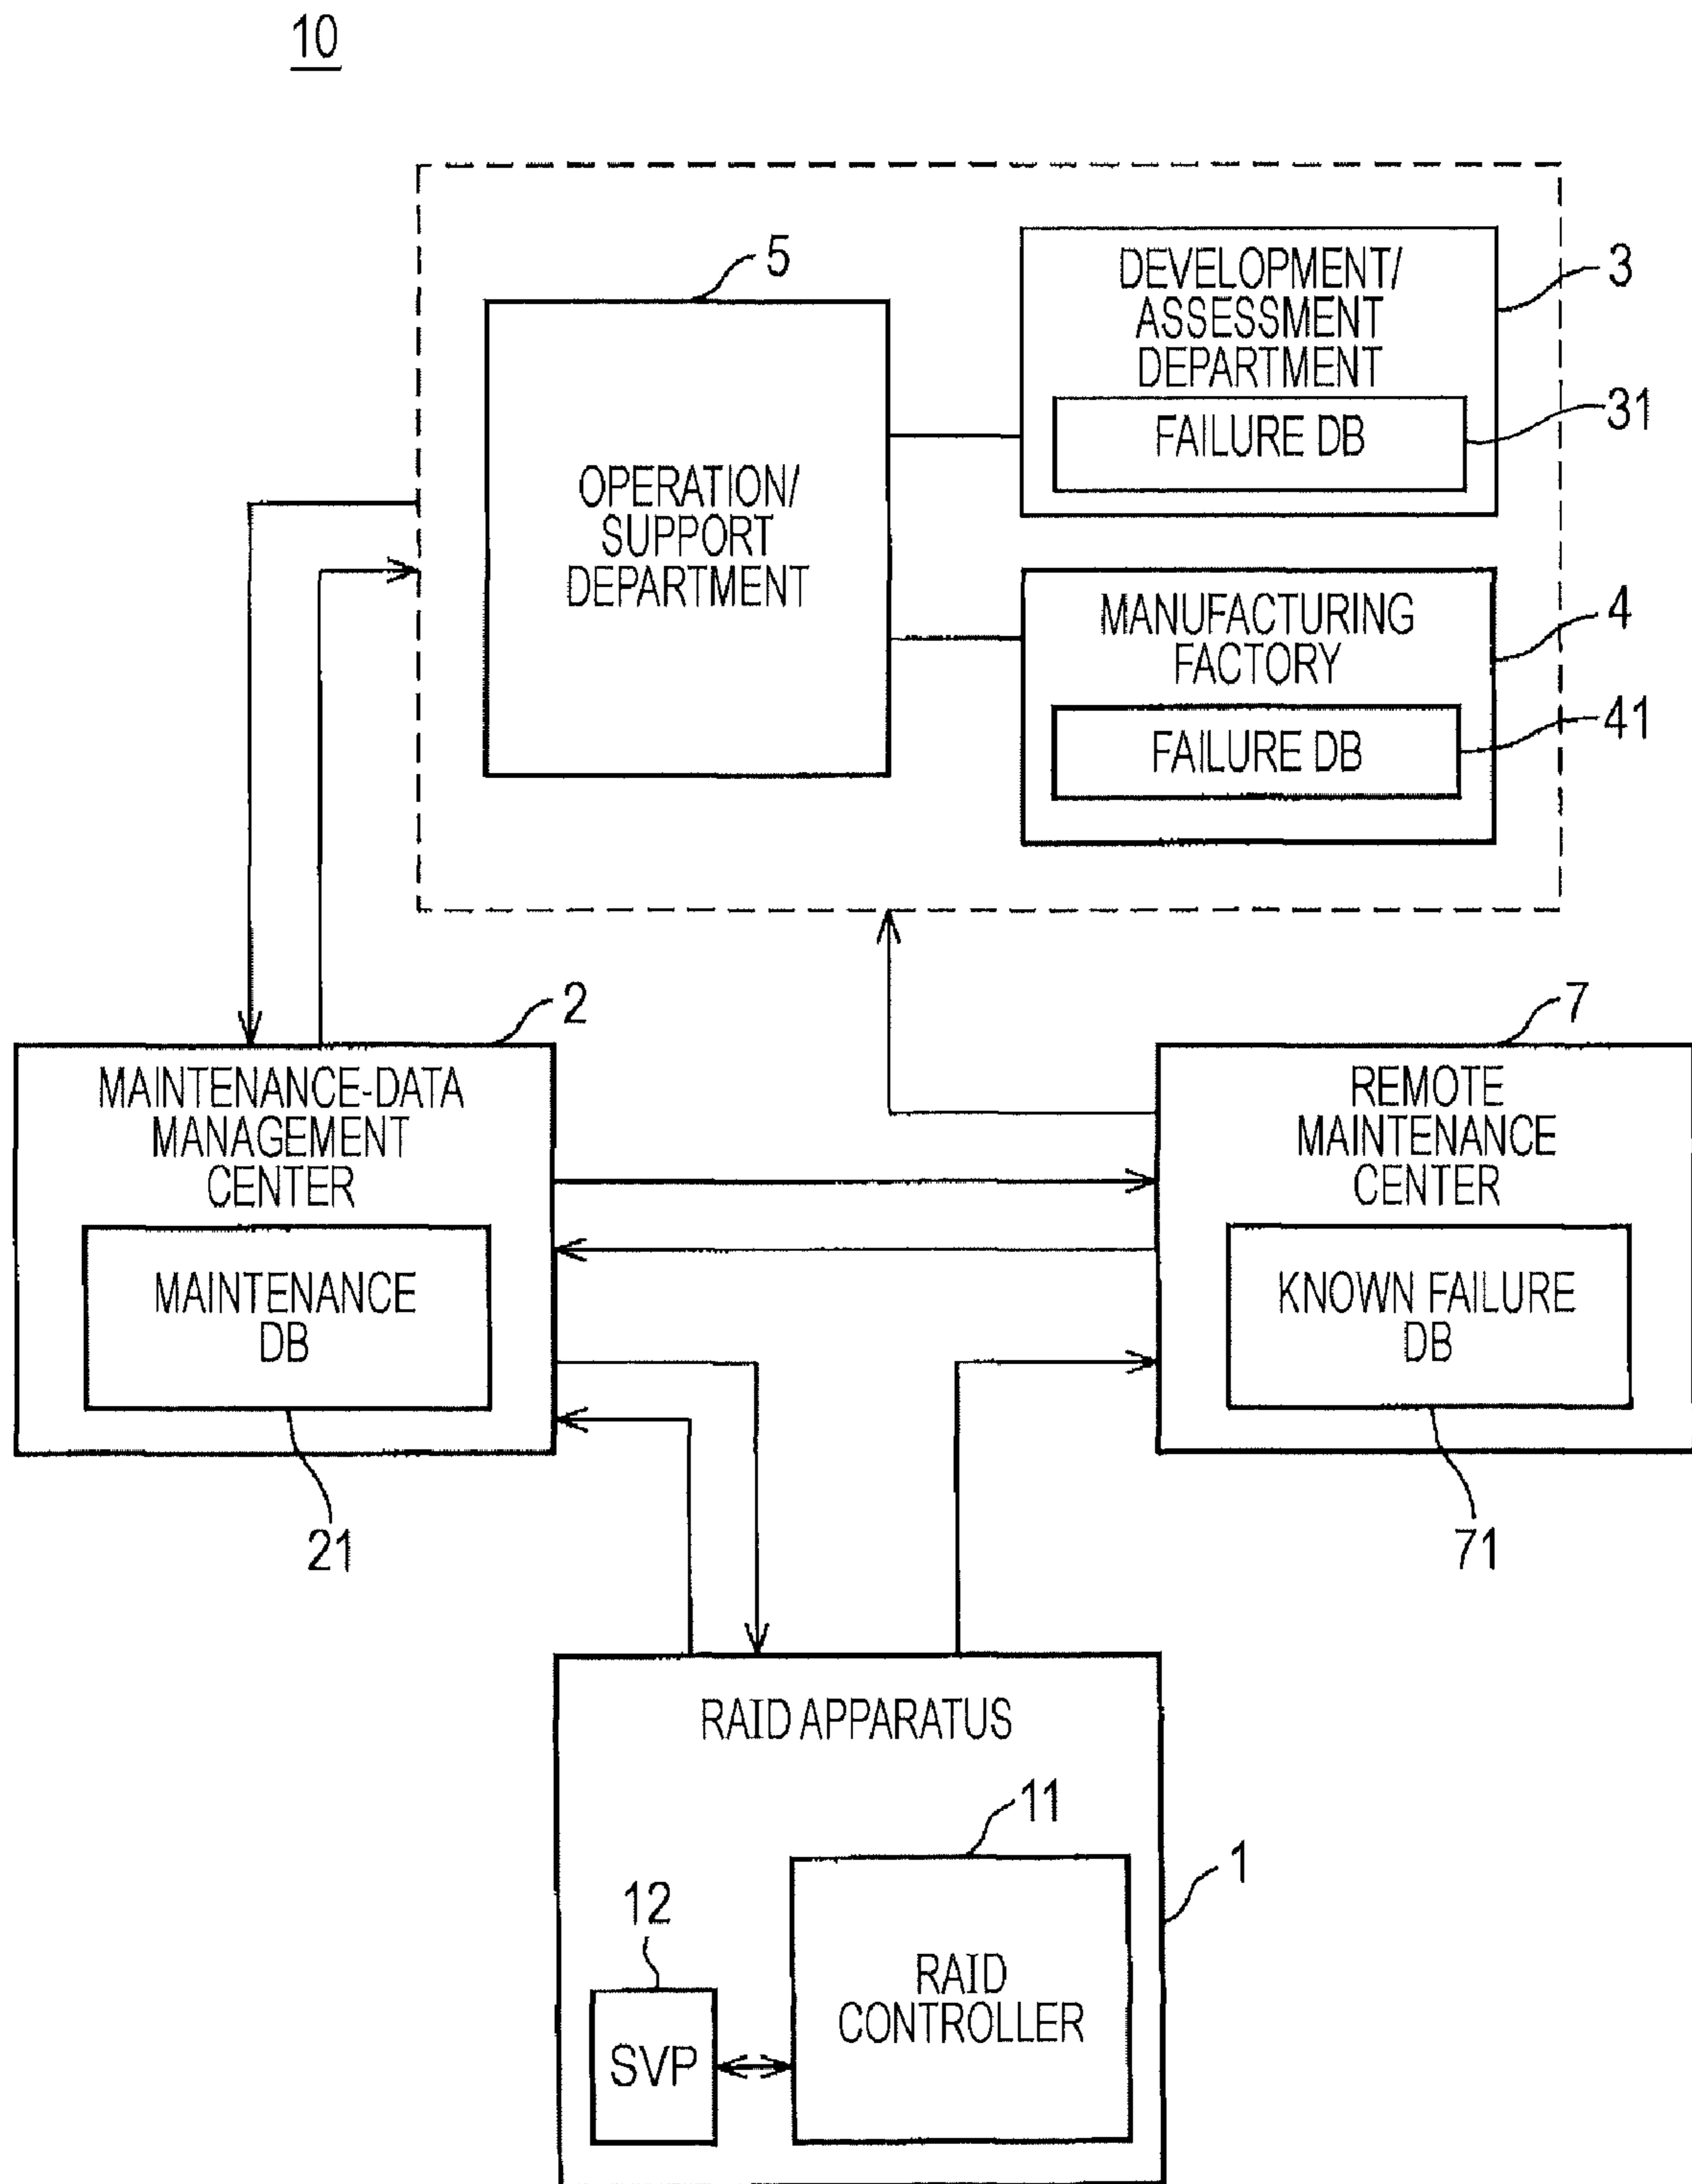 10
5
OPERATION/
SUPPORT
DEPARTMENT
DEVELOPMENT/
ASSESSMENT
DEPARTMENT
3
FAILURE DB
31
MANUFACTURING
FACTORY
4
FAILURE DB
41
2
MAINTENANCE-DATA
MANAGEMENT
CENTER
MAINTENANCE
DB
21
7
REMOTE
MAINTENANCE
CENTER
KNOWN FAILURE
DB
71
RAID APPARATUS
11
1
12
RAID
CONTROLLER
SVP